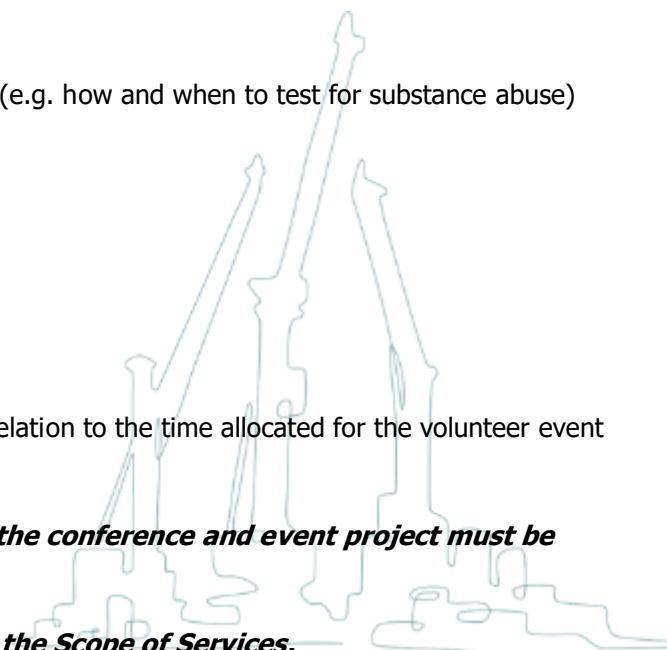 (e.g. how and when to test for substance abuse)
elation to the time allocated for the volunteer event
the conference and event project must be
the Scope of Services.